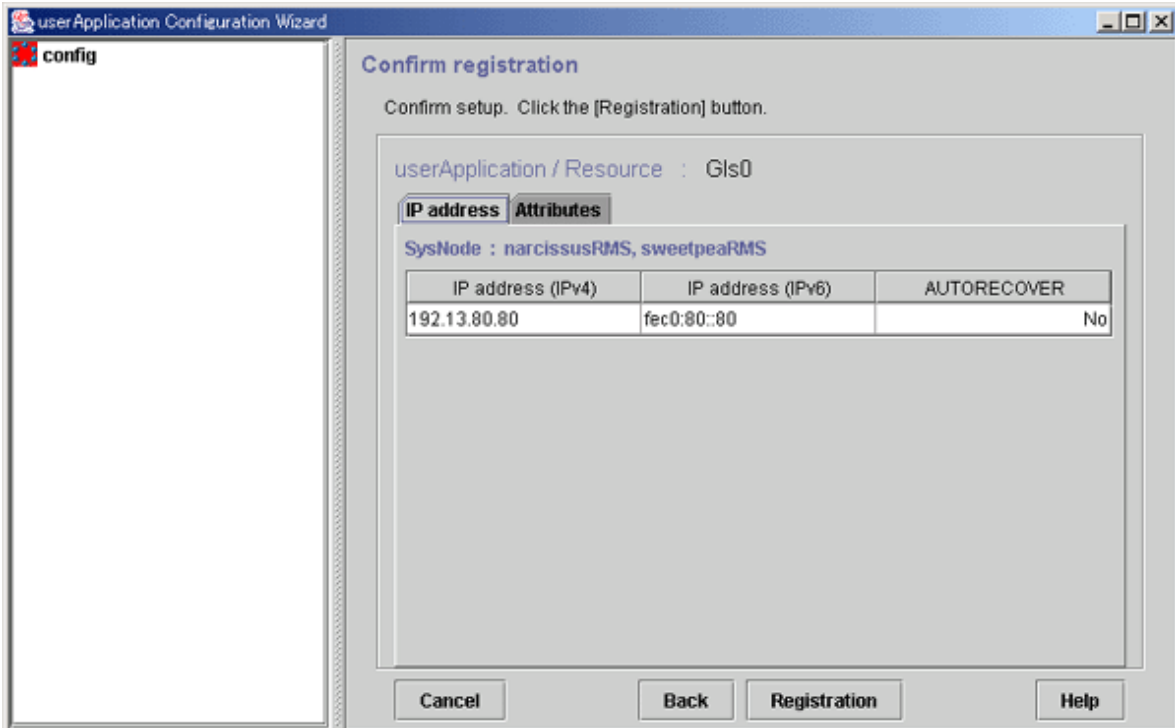 userApplication Configuration Wizard
config
Confirm registration
Confirm setup. Click the [Registration] button.
userApplication / Resource : Gls0
IP address Attributes
SysNode : narcissusRMS, sweetpeaRMS
IP address (IPv4) IP address (IPv6) AUTORECOVER
192.13.80.80 fec0:80::80 No
Cancel Back Registration Help